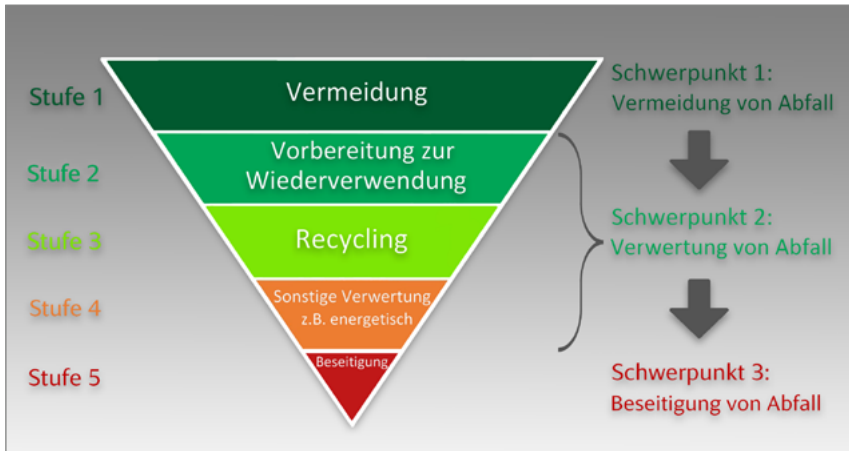 Stufe 1
Vermeidung
Schwerpunkt 1:
Vermeidung von Abfall
Stufe 2
Vorbereitung zur
Wiederverwendung
Stufe 3
Recycling
Schwerpunkt 2:
Verwertung von Abfall
Stufe 4
Sonstige Verwertung
z.B. energetisch
Stufe 5
Beseitigung
Schwerpunkt 3:
Beseitigung von Abfall